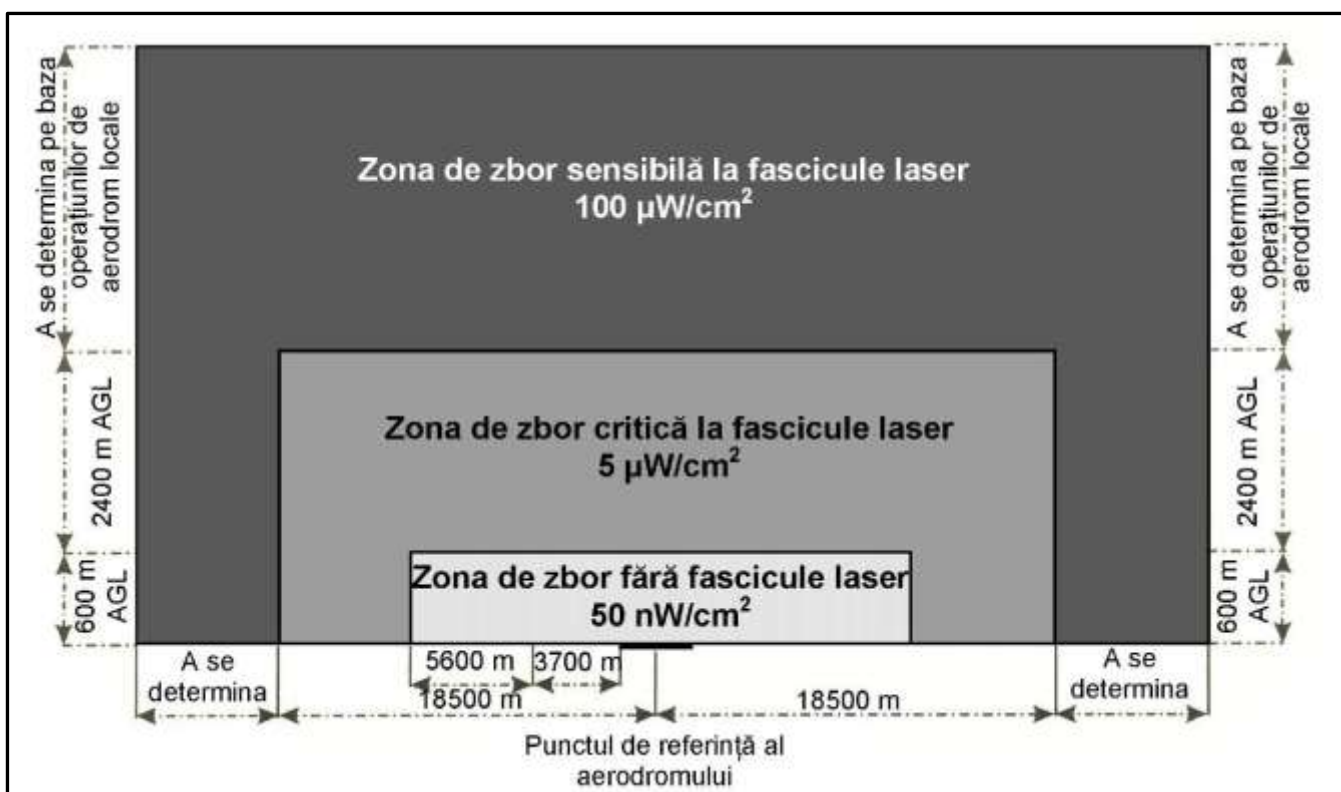 A se determina pe baza
operațiunilor de
aerodrom locale
Zona de zbor sensibilă la fascicule laser
100 µW/cm²
A se determina pe baza
operațiunilor de
aerodrom locale
2400 m AGL
Zona de zbor critică la fascicule laser
5 µW/cm²
2400 m AGL
600 m
AGL
Zona de zbor fără fascicule laser
50 nW/cm²
600 m
AGL
A se
determina
5600 m
3700 m
18500 m
18500 m
A se
determina
Punctul de referință al
aerodromului